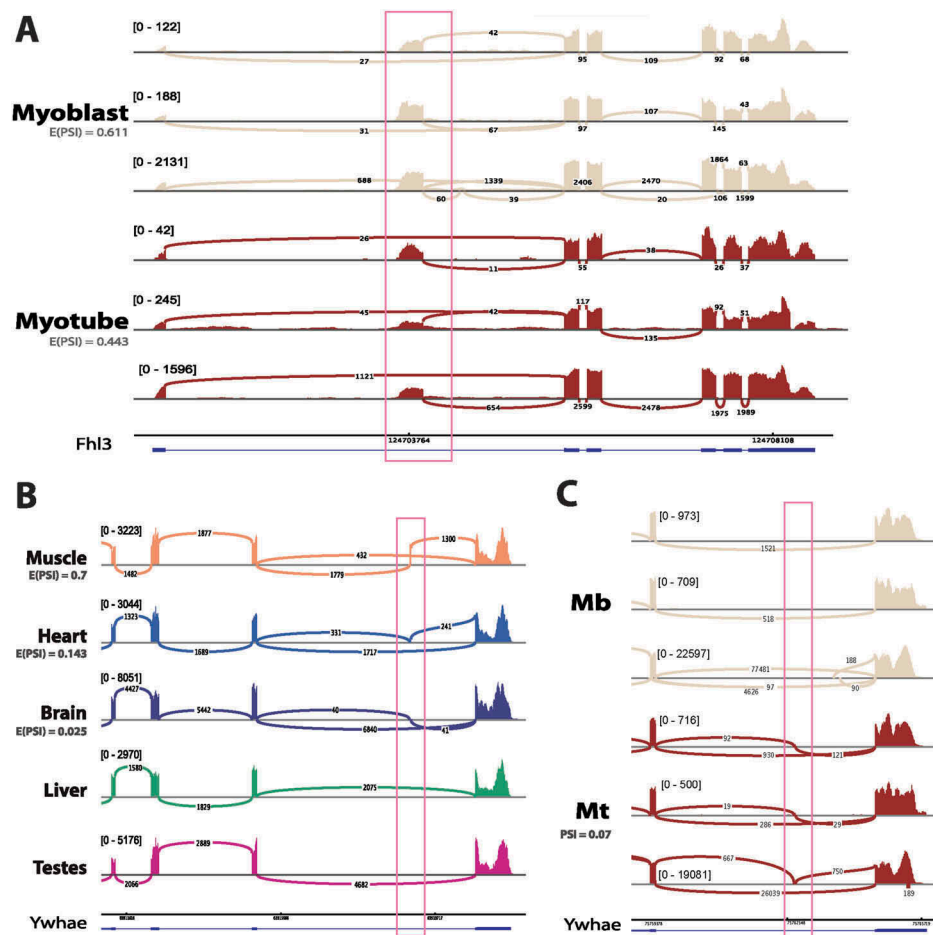 A
[0 - 122]
42
27
95
109
92
68
[0 - 188]
Myoblast
E(PSI) = 0.611
31
67
97
107
145
43
[0 - 2131]
688
1339
2406
2470
1864
63
60
39
20
106
1599
[0 - 42]
26
11
55
38
26
37
[0 - 245]
Myotube
E(PSI) = 0.443
45
42
117
135
92
51
[0 - 1596]
1121
654
2599
2478
1975
1989
124703764
124708108
Fhl3
B
[0 - 3223]
Muscle
E(PSI) = 0.7
1482
1877
432
1779
1300
[0 - 3044]
Heart
E(PSI) = 0.143
1323
1689
331
1717
241
[0 - 8051]
Brain
E(PSI) = 0.025
4427
5442
40
6840
41
[0 - 2970]
Liver
1580
1829
2075
[0 - 5176]
Testes
2066
2889
4682
Ywhae
C
[0 - 973]
1521
[0 - 709]
Mb
518
[0 - 22597]
77481
188
4626
97
90
[0 - 716]
92
930
121
[0 - 500]
Mt
PSI = 0.07
19
286
29
667
750
[0 - 19081]
26039
189
Ywhae